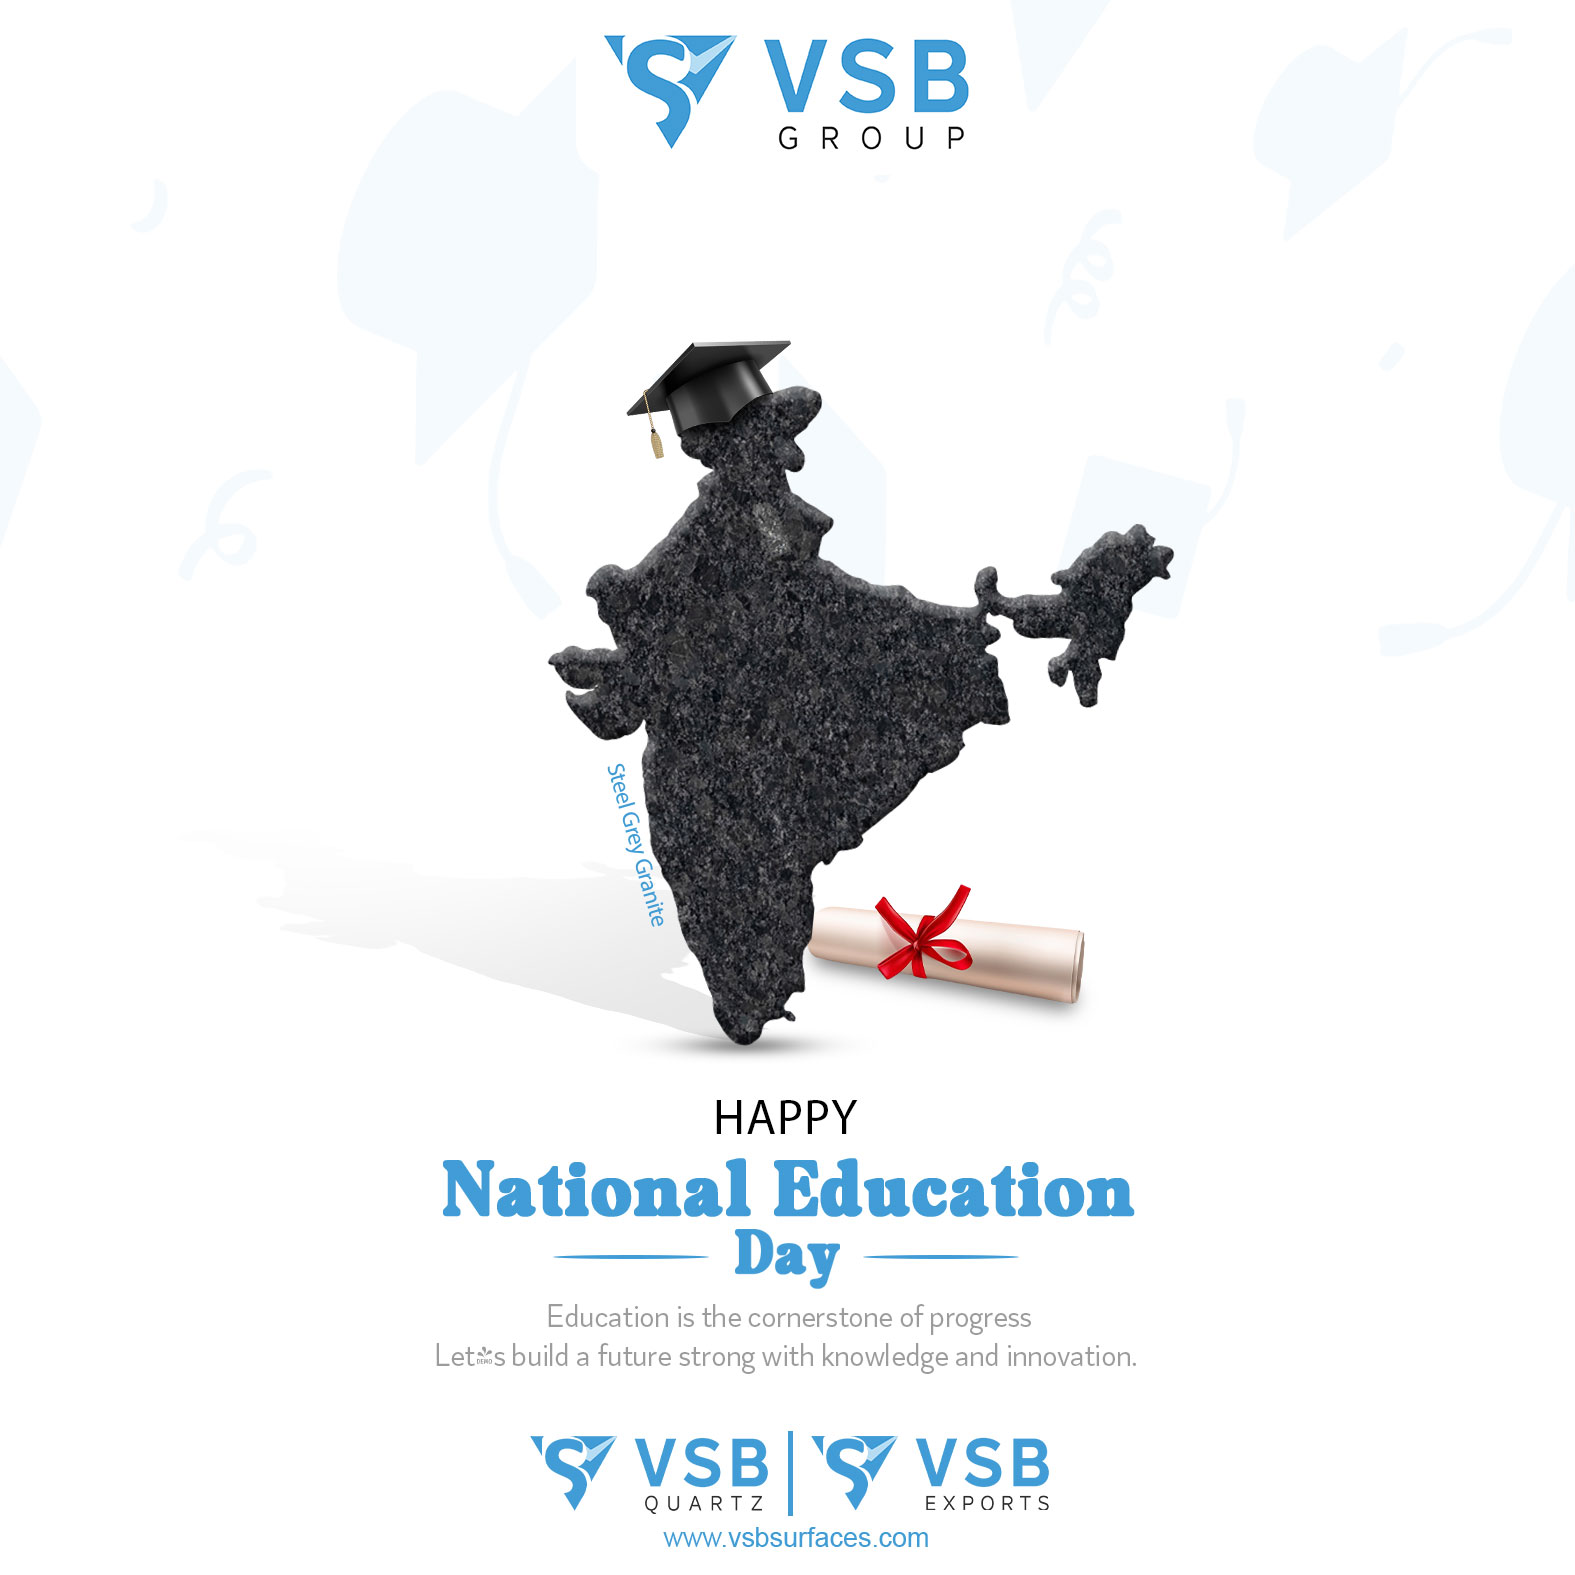 VSB
GROUP
Steel Grey Granite
HAPPY
National Education
Day
Education is the cornerstone of progress
Let DEMO s build a future strong with knowledge and innovation.
VSB
QUARTZ
VSB
EXPORTS
www.vsbsurfaces.com